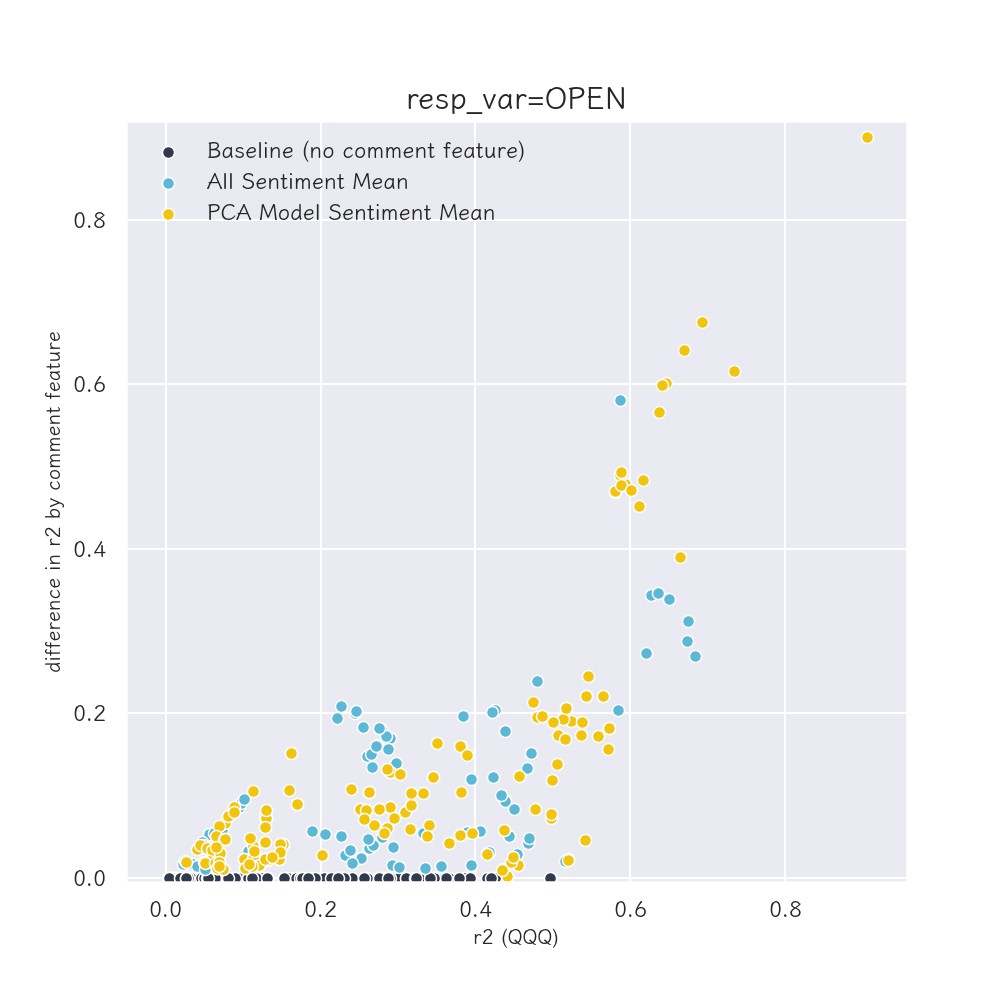 resp_var=OPEN
Baseline (no comment feature)
All Sentiment Mean
PCA Model Sentiment Mean
difference in r2 by comment feature
0.8
0.6
0.4
0.2
0.0
0.0 0.2 0.4 0.6 0.8
r2 (QQQ)